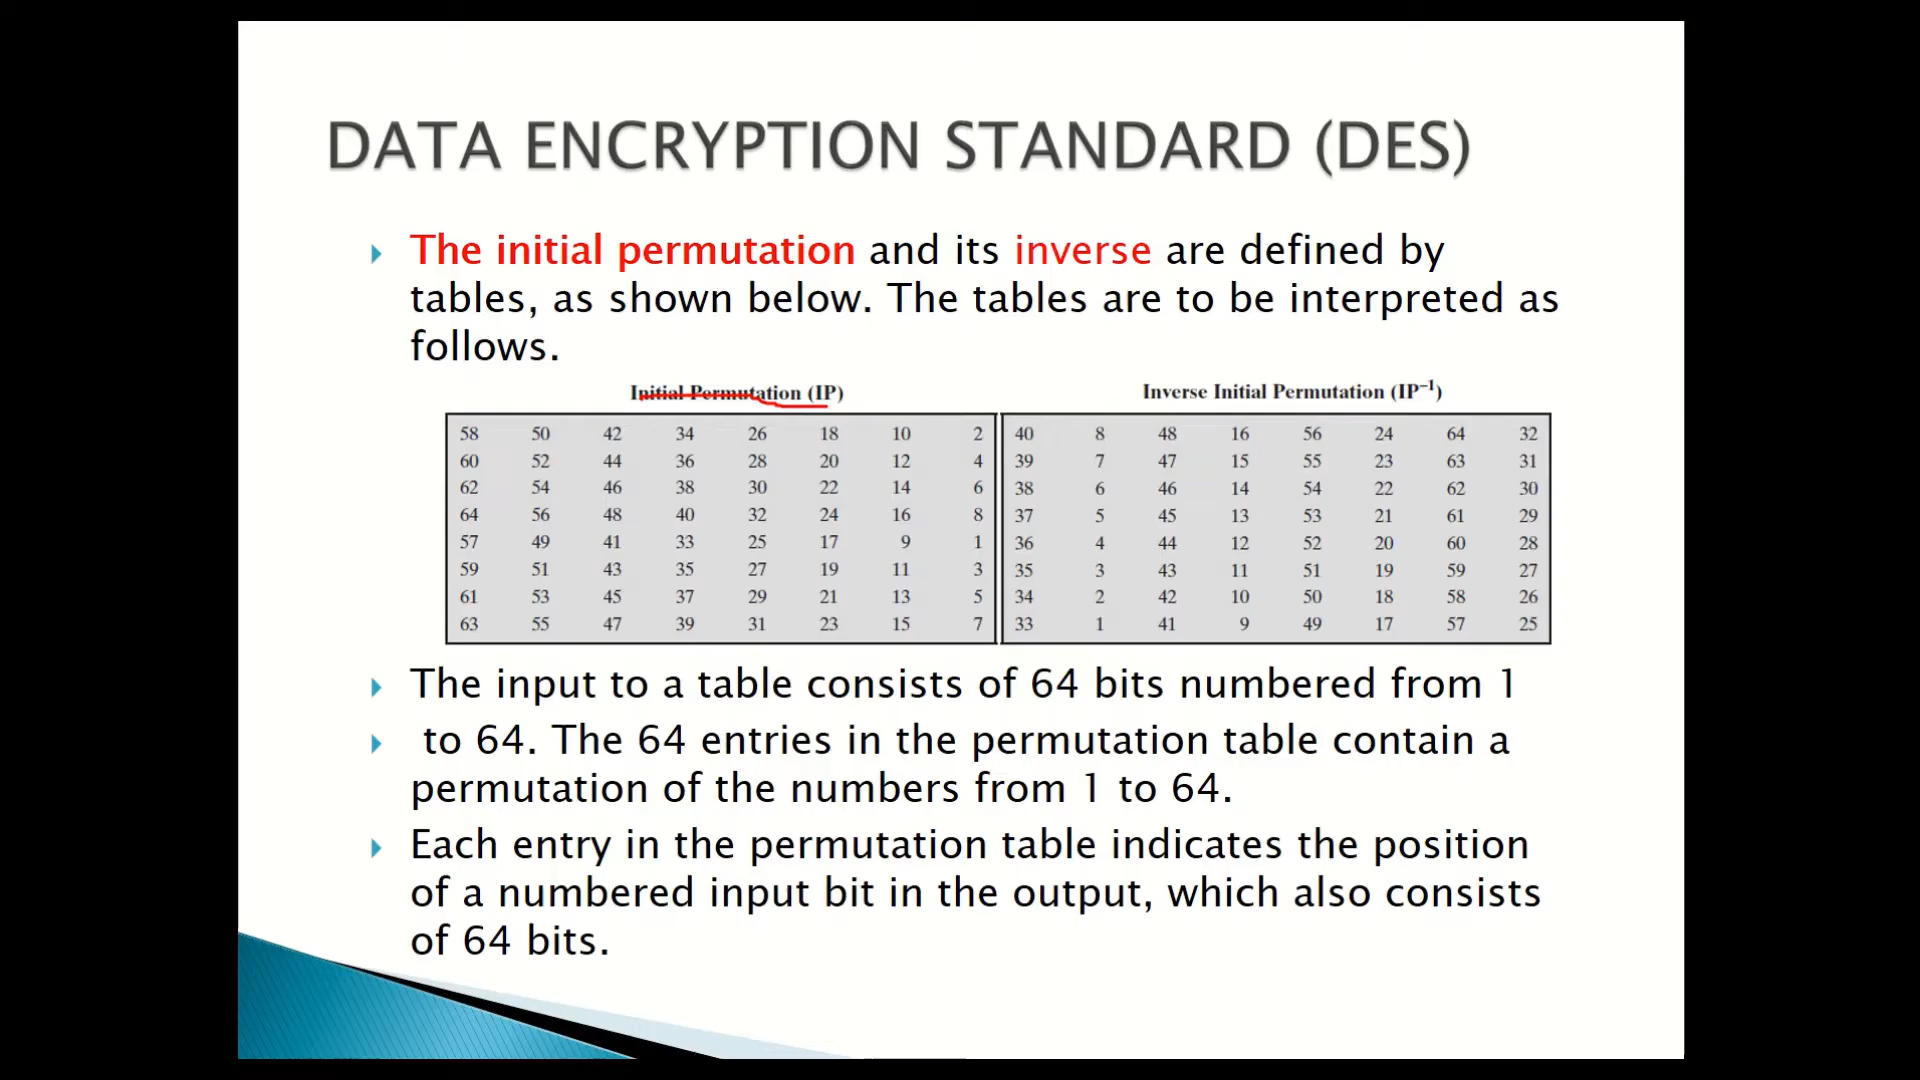 DATA ENCRYPTION STANDARD (DES)
The initial permutation and its inverse are defined by
tables, as shown below. The tables are to be interpreted as
follows.
Initial Permutation (IP)
58 50 42 34 26 18 10 2
60 52 44 36 28 20 12 4
62 54 46 38 30 22 14 6
64 56 48 40 32 24 16 8
57 49 41 33 25 17 9 1
59 51 43 35 27 19 11 3
61 53 45 37 29 21 13 5
63 55 47 39 31 23 15 7
Inverse Initial Permutation (IP⁻¹)
40 8 48 16 56 24 64 32
39 7 47 15 55 23 63 31
38 6 46 14 54 22 62 30
37 5 45 13 53 21 61 29
36 4 44 12 52 20 60 28
35 3 43 11 51 19 59 27
34 2 42 10 50 18 58 26
33 1 41 9 49 17 57 25
The input to a table consists of 64 bits numbered from 1
to 64. The 64 entries in the permutation table contain a
permutation of the numbers from 1 to 64.
Each entry in the permutation table indicates the position
of a numbered input bit in the output, which also consists
of 64 bits.